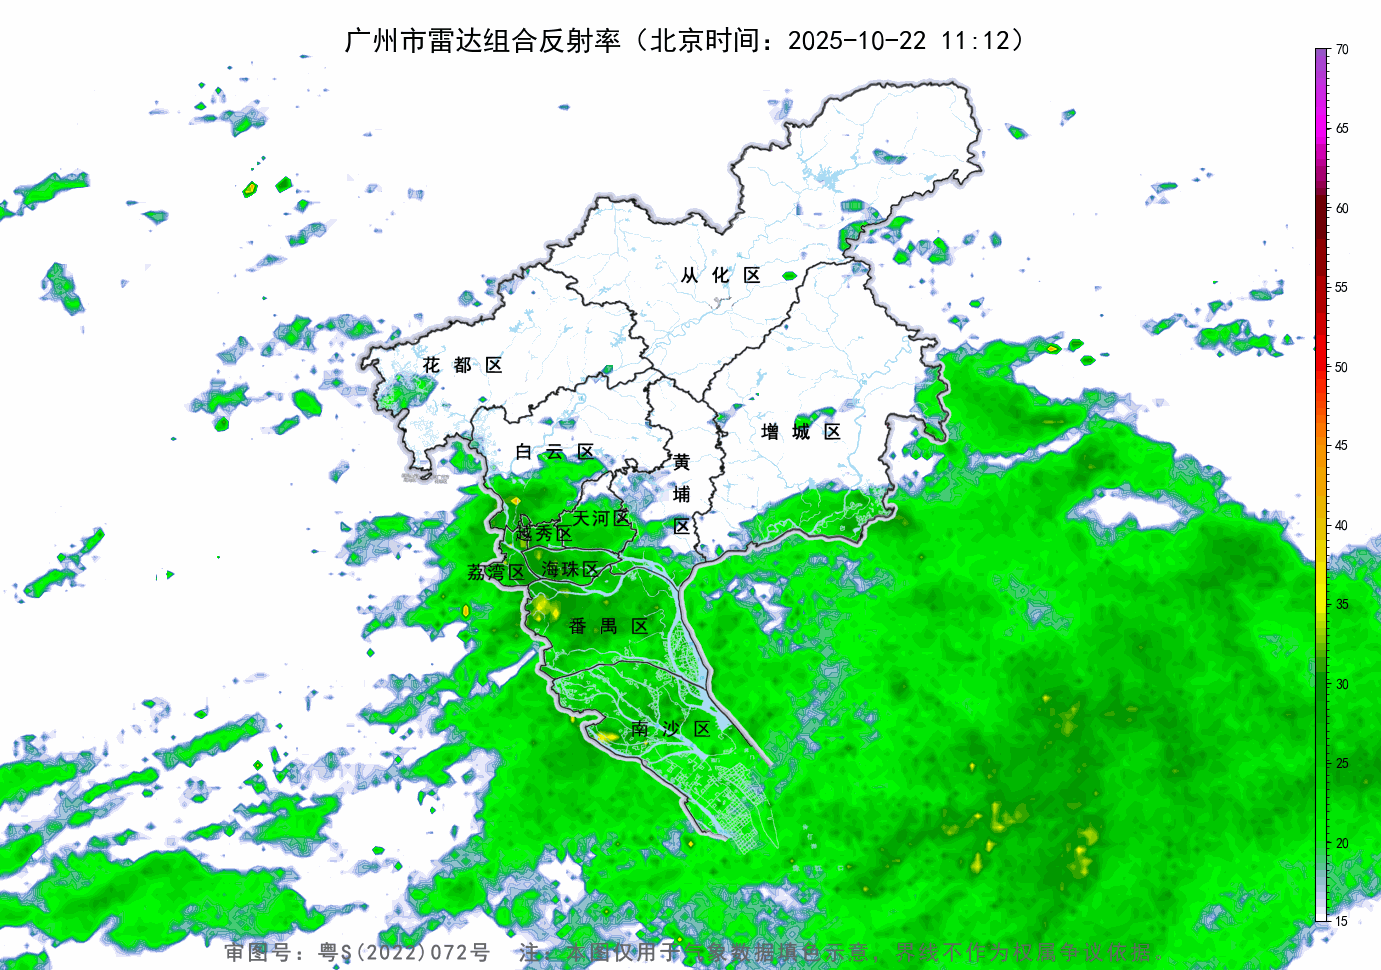 广州市雷达组合反射率（北京时间：2025-10-22 11:12）
70
65
60
55
50
45
40
35
30
25
20
15
从化区
花都区
增城区
白云区
黄埔区
天河区
越秀区
荔湾区
海珠区
番禺区
南沙区
审图号：粤S(2022)072号 注：本图仅用于气象数据填色示意，界线不作为权属争议依据。